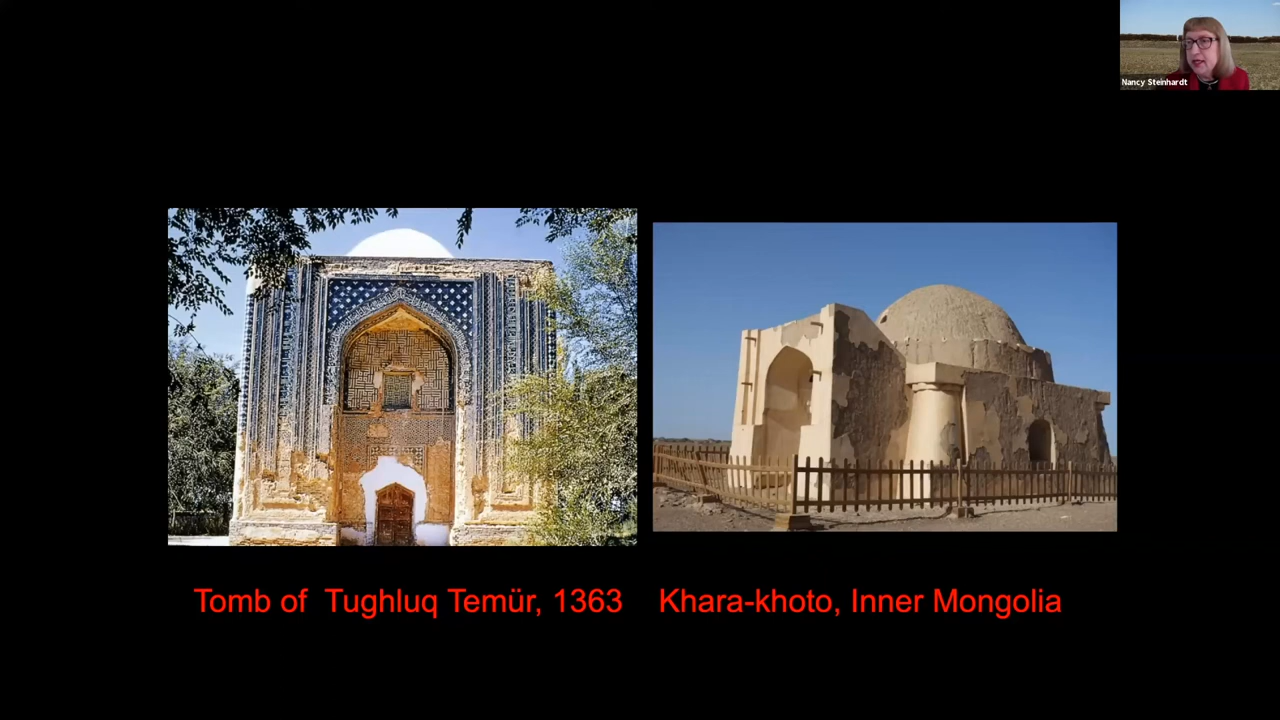 Nancy Steinhardt
Tomb of Tughluq Temür, 1363
Khara-khoto, Inner Mongolia